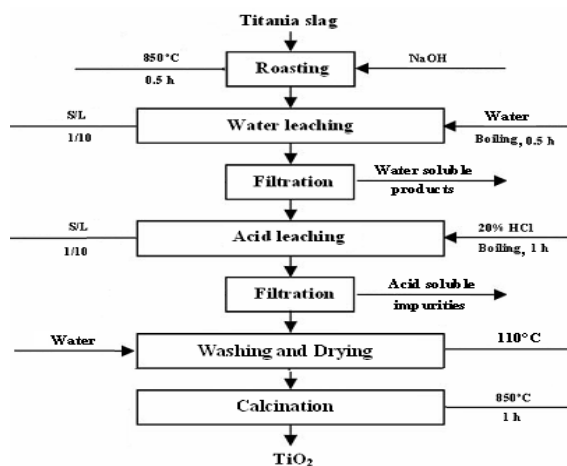 Titania slag
850°C
0.5 h
Roasting
NaOH
S/L
1/10
Water leaching
Water
Boiling, 0.5 h
Filtration
Water soluble
products
S/L
1/10
Acid leaching
20% HCl
Boiling, 1 h
Filtration
Acid soluble
impurities
Water
Washing and Drying
110°C
Calcination
850°C
1 h
TiO₂